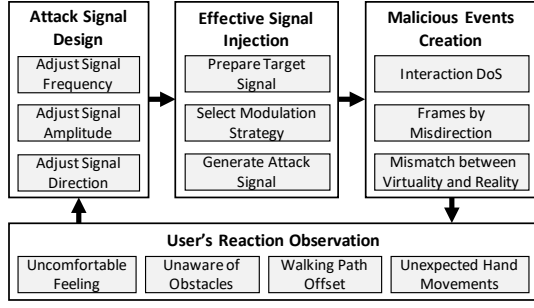 Attack Signal
Design
Adjust Signal
Frequency
Adjust Signal
Amplitude
Adjust Signal
Direction
Effective Signal
Injection
Prepare Target
Signal
Select Modulation
Strategy
Generate Attack
Signal
Malicious Events
Creation
Interaction DoS
Frames by
Misdirection
Mismatch between
Virtuality and Reality
User's Reaction Observation
Uncomfortable
Feeling
Unaware of
Obstacles
Walking Path
Offset
Unexpected Hand
Movements